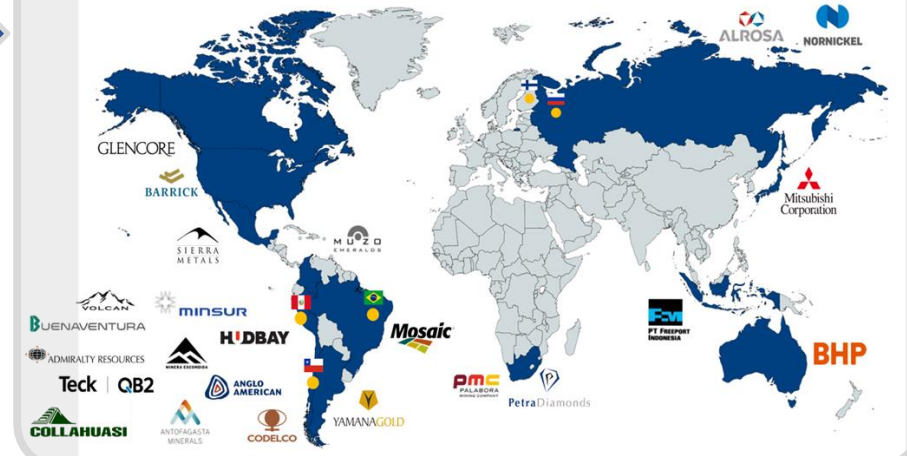 ALROSA
NORNICKEL
GLENCORE
BARRICK
Mitsubishi
Corporation
SIERRA
METALS
MUZO
EMERALDS
VOLCAN
MINSUR
BUENAVENTURA
HUDBAY
Mosaic
PT FREEPORT
INDONESIA
ADMIRALTY RESOURCES
MINERA ESCONDIDA
BHP
Teck | QB2
ANGLO
AMERICAN
PMC
PALABORA
MINING COMPANY
PetraDiamonds
COLLAHUASI
ANTOFAGASTA
MINERALS
CODELCO
YAMANAGOLD